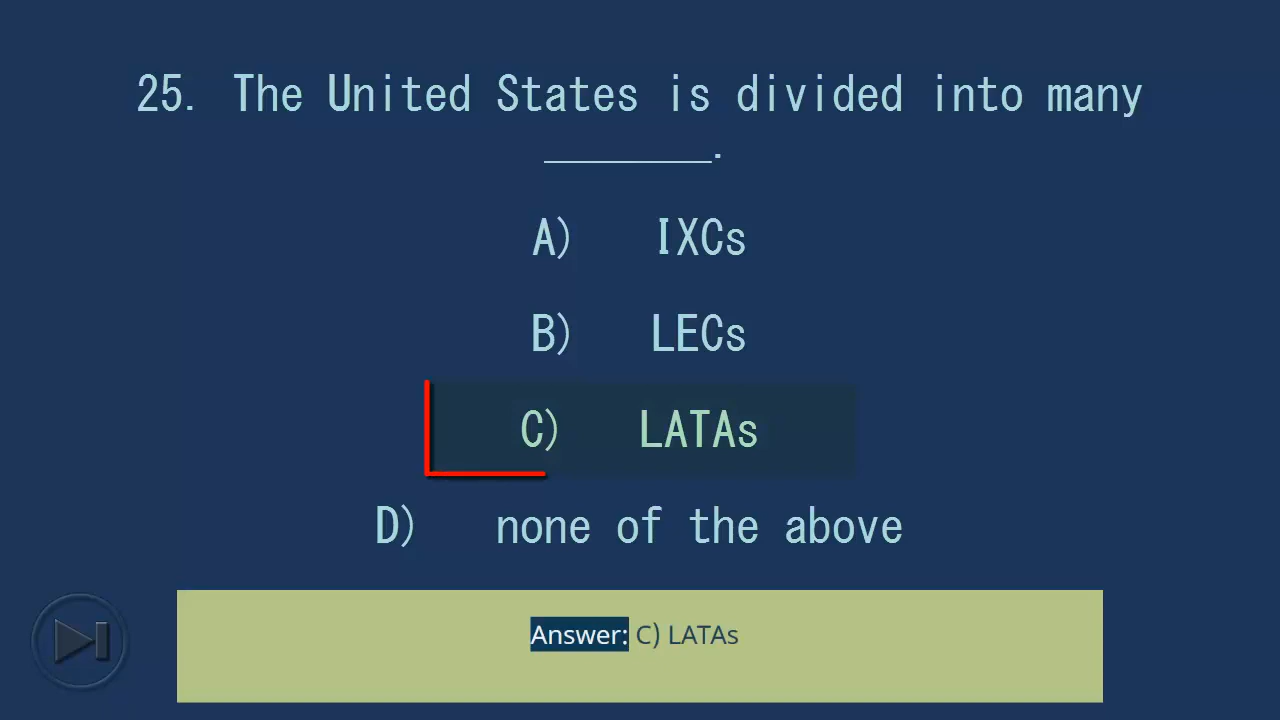 25. The United States is divided into many
_______.
A) IXCs
B) LECs
C) LATAs
D) none of the above
Answer: C) LATAs